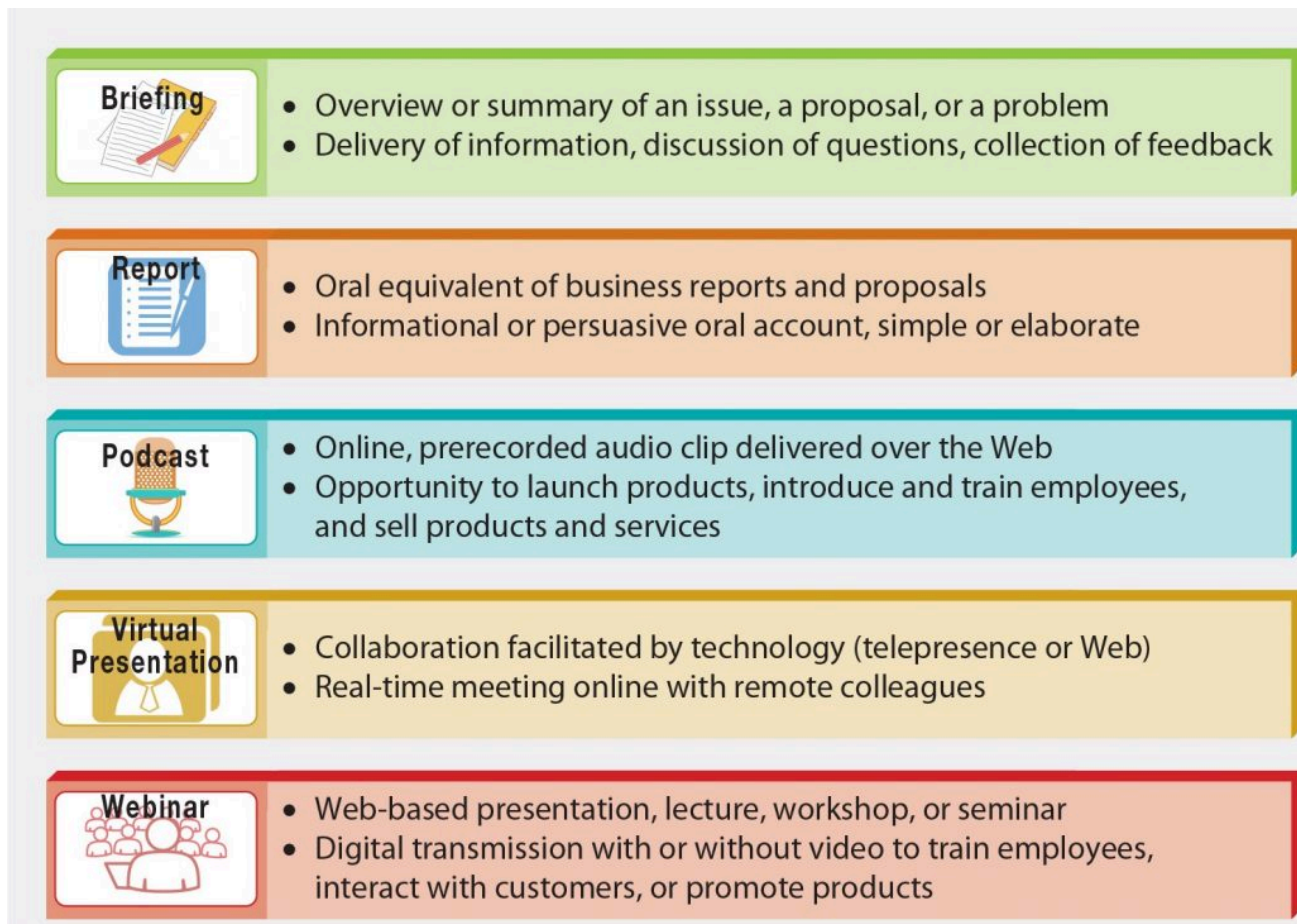 Briefing
• Overview or summary of an issue, a proposal, or a problem
• Delivery of information, discussion of questions, collection of feedback
Report
• Oral equivalent of business reports and proposals
• Informational or persuasive oral account, simple or elaborate
Podcast
• Online, prerecorded audio clip delivered over the Web
• Opportunity to launch products, introduce and train employees,
and sell products and services
Virtual
Presentation
• Collaboration facilitated by technology (telepresence or Web)
• Real-time meeting online with remote colleagues
Webinar
• Web-based presentation, lecture, workshop, or seminar
• Digital transmission with or without video to train employees,
interact with customers, or promote products